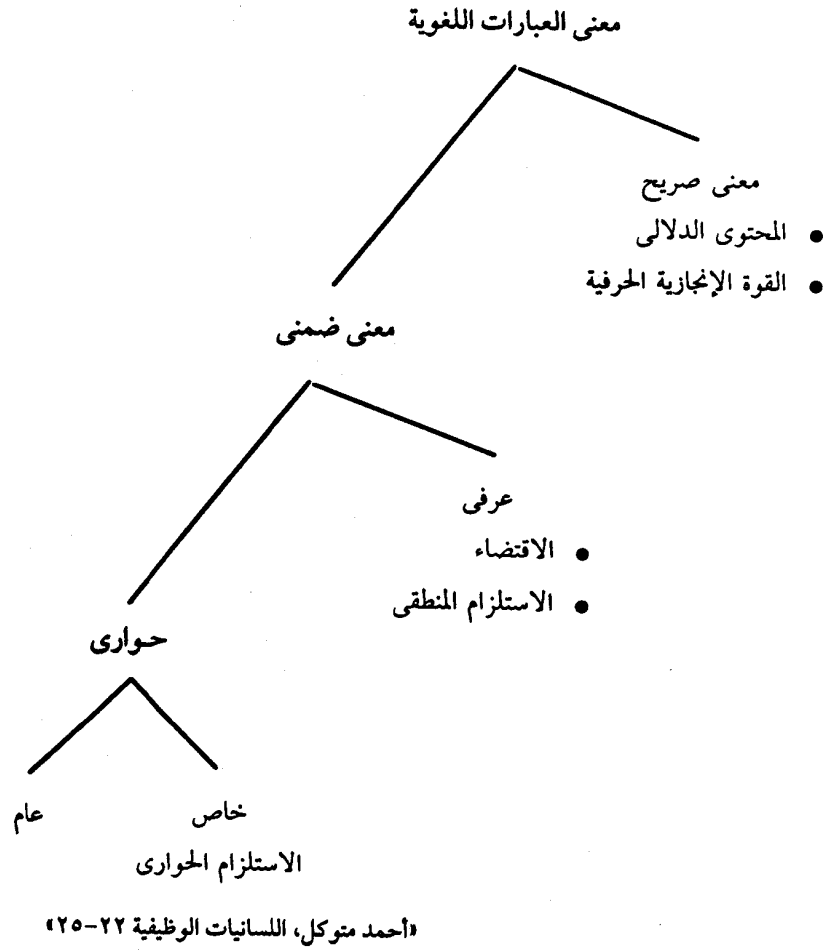 معنى العبارات اللغوية
معنى صريح
● المحتوى الدلالى
● القوة الإنجازية الحرفية
معنى ضمنى
عرفى
● الاقتضاء
● الاستلزام المنطقى
حـوارى
خاص
عام
الاستلزام الحوارى
«أحمد متوكل، اللسانيات الوظيفية ٢٢-٢٥»